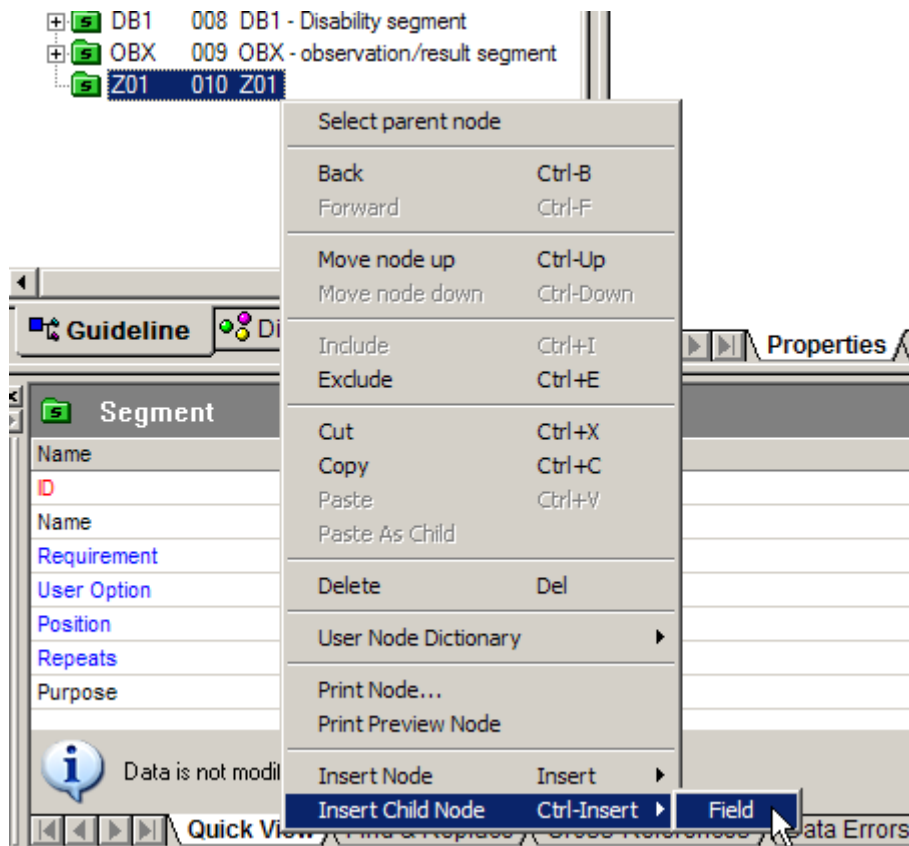 DB1 008 DB1 - Disability segment
OBX 009 OBX - observation/result segment
Z01 010 Z01
Select parent node
Back Ctrl-B
Forward Ctrl-F
Move node up Ctrl-Up
Move node down Ctrl-Down
Include Ctrl+I
Exclude Ctrl+E
Cut Ctrl+X
Copy Ctrl+C
Paste Ctrl+V
Paste As Child
Delete Del
User Node Dictionary
Print Node...
Print Preview Node
Insert Node Insert
Insert Child Node Ctrl-Insert
Field
Guideline Di
Properties
Segment
Name
ID
Name
Requirement
User Option
Position
Repeats
Purpose
Data is not modi
Quick Vi
ata Errors